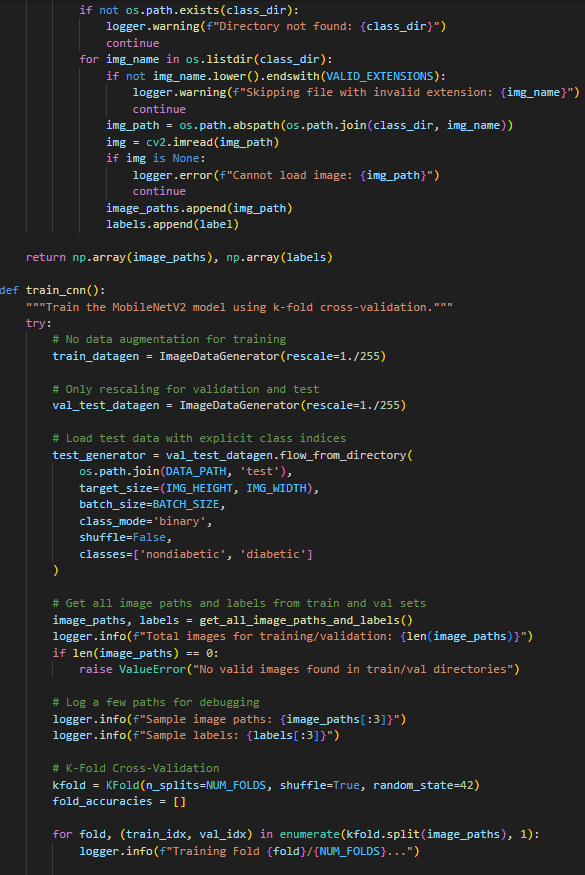 if not os.path.exists(class_dir):
logger.warning(f"Directory not found: {class_dir}")
continue
for img_name in os.listdir(class_dir):
if not img_name.lower().endswith(VALID_EXTENSIONS):
logger.warning(f"Skipping file with invalid extension: {img_name}")
continue
img_path = os.path.abspath(os.path.join(class_dir, img_name))
img = cv2.imread(img_path)
if img is None:
logger.error(f"Cannot load image: {img_path}")
continue
image_paths.append(img_path)
labels.append(label)
return np.array(image_paths), np.array(labels)
def train_cnn():
"""Train the MobileNetV2 model using k-fold cross-validation."""
try:
# No data augmentation for training
train_datagen = ImageDataGenerator(rescale=1./255)
# Only rescaling for validation and test
val_test_datagen = ImageDataGenerator(rescale=1./255)
# Load test data with explicit class indices
test_generator = val_test_datagen.flow_from_directory(
os.path.join(DATA_PATH, 'test'),
target_size=(IMG_HEIGHT, IMG_WIDTH),
batch_size=BATCH_SIZE,
class_mode='binary',
shuffle=False,
classes=['nondiabetic', 'diabetic']
)
# Get all image paths and labels from train and val sets
image_paths, labels = get_all_image_paths_and_labels()
logger.info(f"Total images for training/validation: {len(image_paths)}")
if len(image_paths) == 0:
raise ValueError("No valid images found in train/val directories")
# Log a few paths for debugging
logger.info(f"Sample image paths: {image_paths[:3]}")
logger.info(f"Sample labels: {labels[:3]}")
# K-Fold Cross-Validation
kfold = KFold(n_splits=NUM_FOLDS, shuffle=True, random_state=42)
fold_accuracies = []
for fold, (train_idx, val_idx) in enumerate(kfold.split(image_paths), 1):
logger.info(f"Training Fold {fold}/{NUM_FOLDS}...")